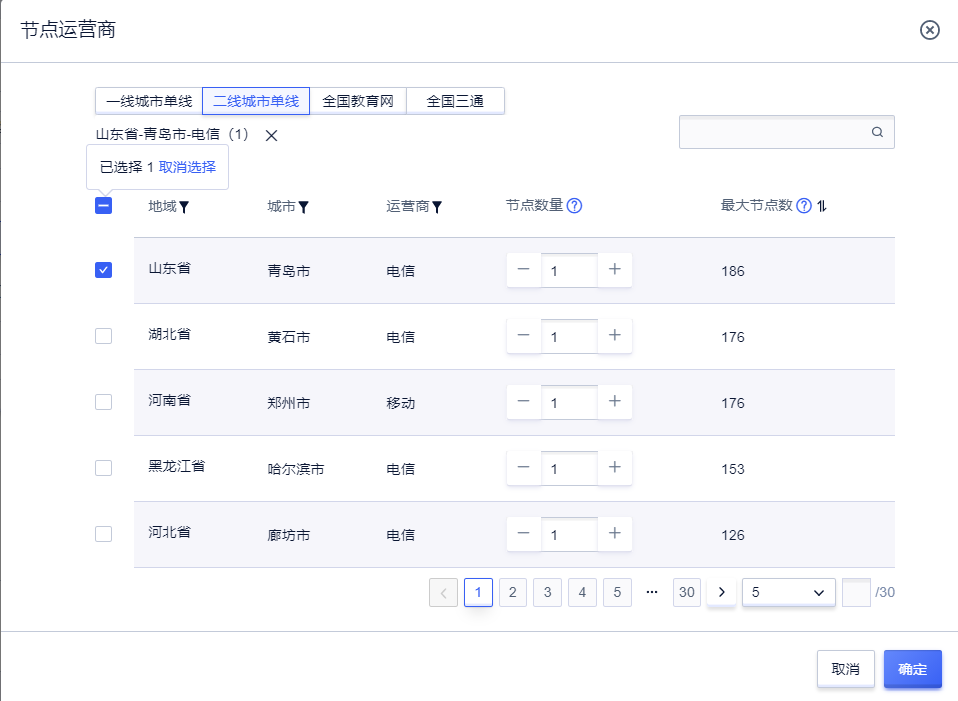 节点运营商
一线城市单线 二线城市单线 全国教育网 全国三通
山东省-青岛市-电信（1）
已选择 1 取消选择
地域 城市 运营商 节点数量 最大节点数
山东省 青岛市 电信 1 186
湖北省 黄石市 电信 1 176
河南省 郑州市 移动 1 176
黑龙江省 哈尔滨市 电信 1 153
河北省 廊坊市 电信 1 126
1 2 3 4 5 ··· 30 5 /30
取消 确定